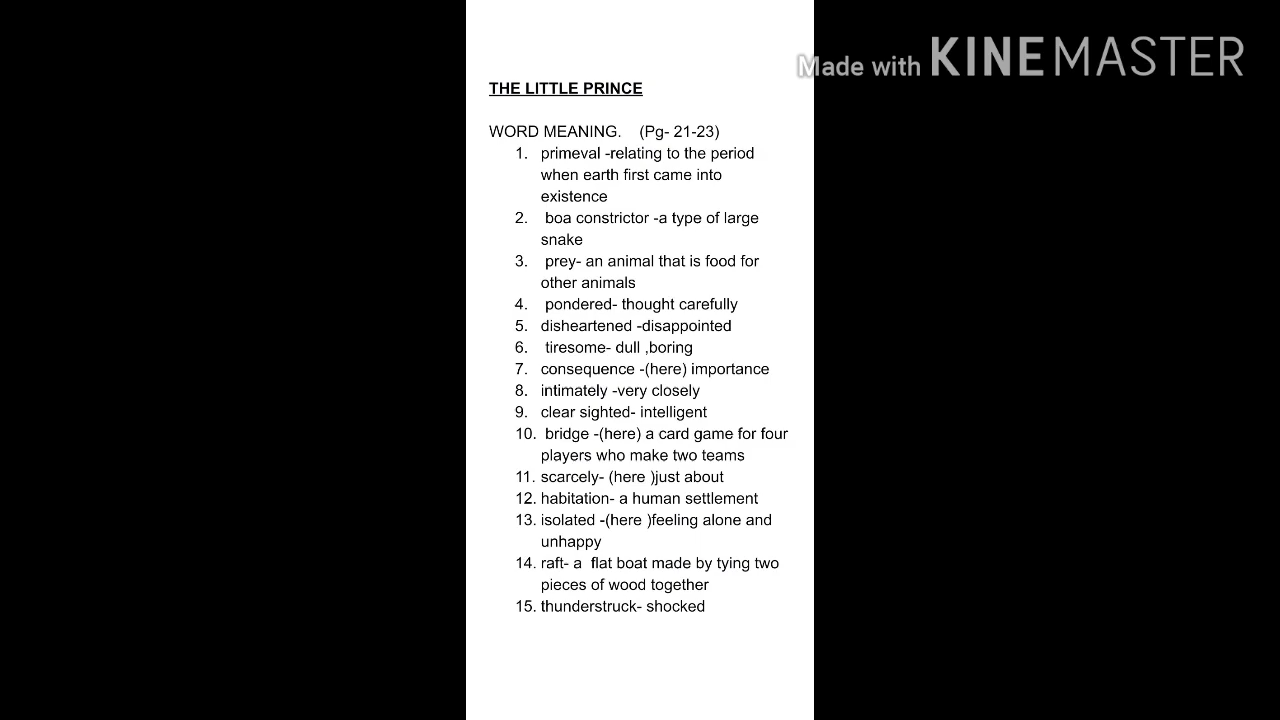 Made with KINEMASTER
THE LITTLE PRINCE
WORD MEANING. (Pg- 21-23)
1. primeval -relating to the period
when earth first came into
existence
2. boa constrictor -a type of large
snake
3. prey- an animal that is food for
other animals
4. pondered- thought carefully
5. disheartened -disappointed
6. tiresome- dull ,boring
7. consequence -(here) importance
8. intimately -very closely
9. clear sighted- intelligent
10. bridge -(here) a card game for four
players who make two teams
11. scarcely- (here )just about
12. habitation- a human settlement
13. isolated -(here )feeling alone and
unhappy
14. raft- a flat boat made by tying two
pieces of wood together
15. thunderstruck- shocked